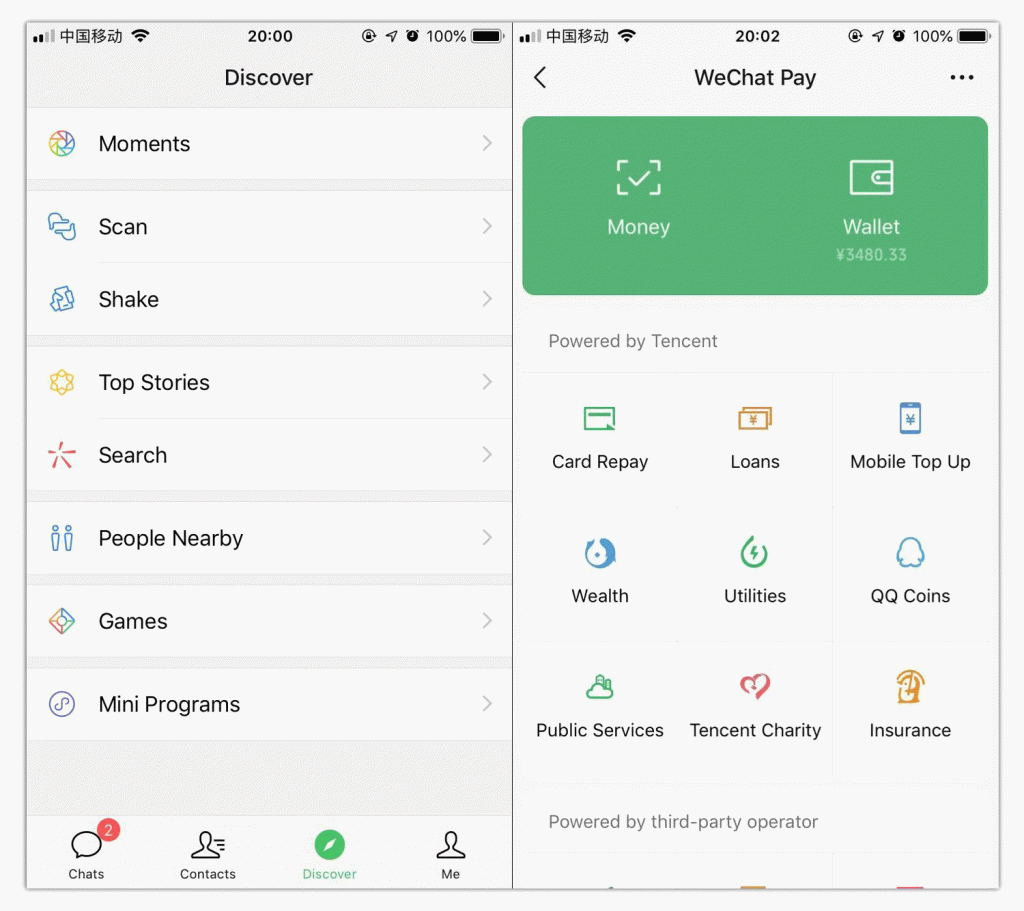 中国移动 20:00 100%
Discover
Moments
Scan
Shake
Top Stories
Search
People Nearby
Games
Mini Programs
2
Chats Contacts Discover Me
中国移动 20:02 100%
WeChat Pay
Money Wallet
¥3480.33
Powered by Tencent
Card Repay Loans Mobile Top Up
Wealth Utilities QQ Coins
Public Services Tencent Charity Insurance
Powered by third-party operator